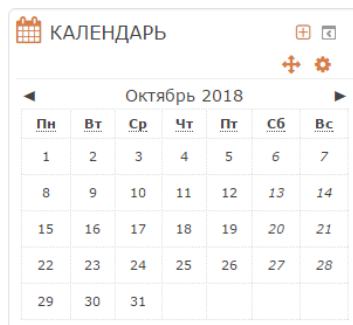 КАЛЕНДАРЬ
◄ Октябрь 2018 ►
Пн Вт Ср Чт Пт Сб Вс
1 2 3 4 5 6 7
8 9 10 11 12 13 14
15 16 17 18 19 20 21
22 23 24 25 26 27 28
29 30 31